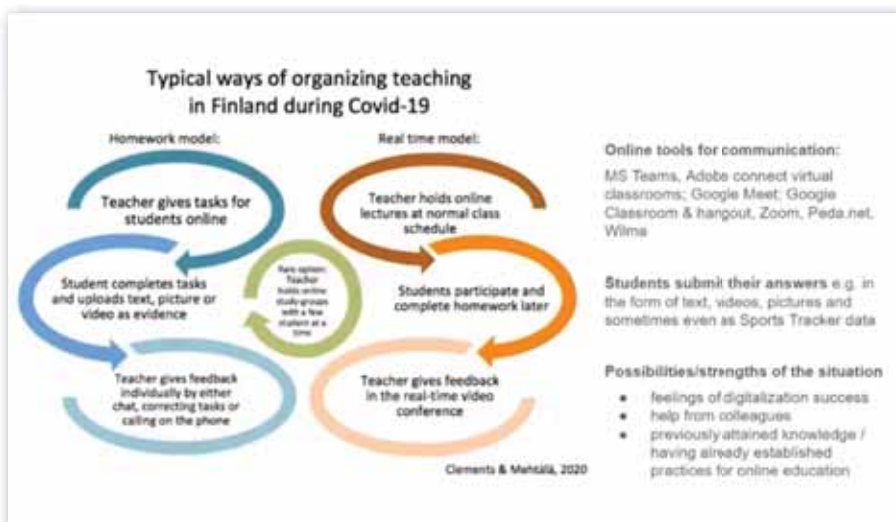 Typical ways of organizing teaching
in Finland during Covid-19
Homework model:
Teacher gives tasks for
students online
Student completes tasks
and uploads text, picture or
video as evidence
Teacher gives feedback
individually by either
chat, correcting tasks or
calling on the phone
Rare option:
Teacher
holds online
study-groups
with a few
student at a
time
Real time model:
Teacher holds online
lectures at normal class
schedule
Students participate and
complete homework later
Teacher gives feedback
in the real-time video
conference
Clements & Mehtälä, 2020
Online tools for communication:
MS Teams, Adobe connect virtual
classrooms; Google Meet; Google
Classroom & hangout, Zoom, Peda.net,
Wilma
Students submit their answers e.g. in
the form of text, videos, pictures and
sometimes even as Sports Tracker data
Possibilities/strengths of the situation
● feelings of digitalization success
● help from colleagues
● previously attained knowledge /
having already established
practices for online education